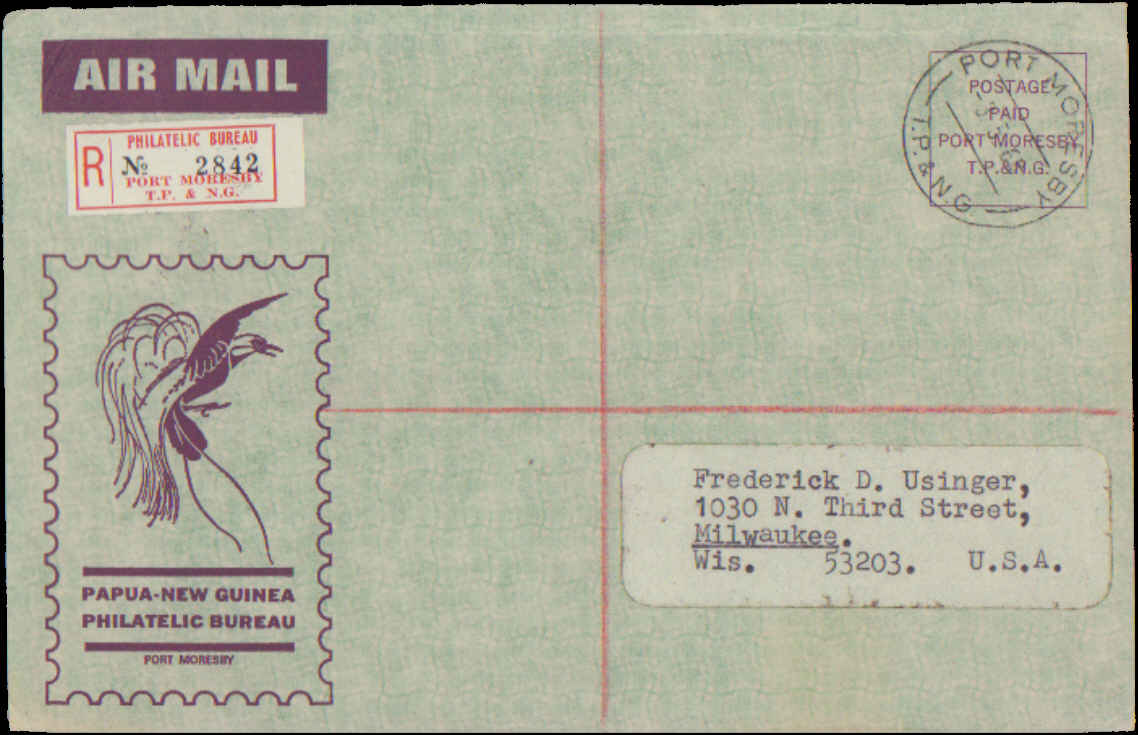 AIR MAIL
R
PHILATELIC BUREAU
№ 2842
PORT MORESBY
T.P. & N.G.
PORT MORESBY
T.P. & N.G.
POSTAGE
PAID
PORT MORESBY
T.P.&N.G.
Frederick D. Usinger,
1030 N. Third Street,
Milwaukee.
Wis. 53203. U.S.A.
PAPUA-NEW GUINEA
PHILATELIC BUREAU
PORT MORESBY